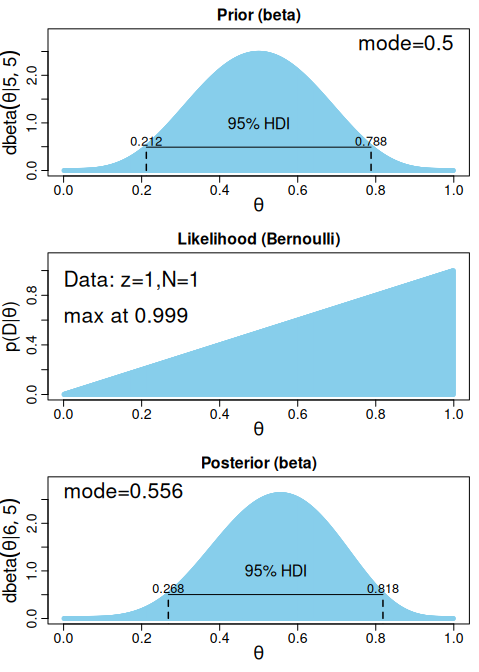 Prior (beta)
mode=0.5
dbeta(θ|5, 5)
2.0
1.0
0.0
95% HDI
0.212
0.788
0.0 0.2 0.4 0.6 0.8 1.0
θ
Likelihood (Bernoulli)
Data: z=1,N=1
max at 0.999
p(D|θ)
0.8
0.4
0.0
0.0 0.2 0.4 0.6 0.8 1.0
θ
Posterior (beta)
mode=0.556
dbeta(θ|6, 5)
2.0
1.0
0.0
95% HDI
0.268
0.818
0.0 0.2 0.4 0.6 0.8 1.0
θ